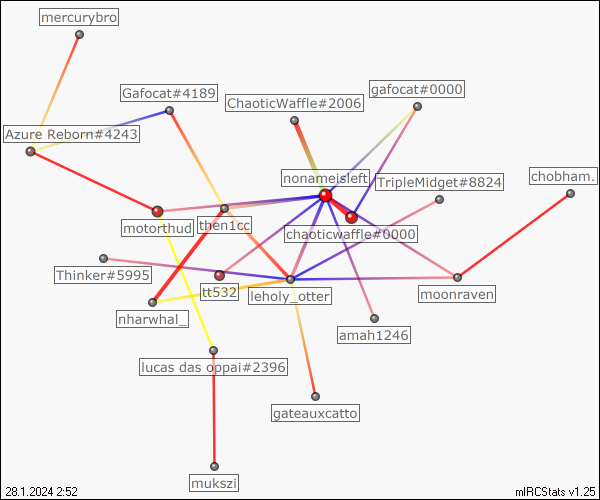 mercurybro
Gafocat#4189
gafocat#0000
ChaoticWaffle#2006
Azure Reborn#4243
nonameisleft
TripleMidget#8824
chobham.
motorthud
then1cc
chaoticwaffle#0000
Thinker#5995
tt532
leholy_otter
moonraven
nharwhal_
amah1246
lucas das oppai#2396
gateauxcatto
mukszi
28.1.2024 2:52
mIRCStats v1.25